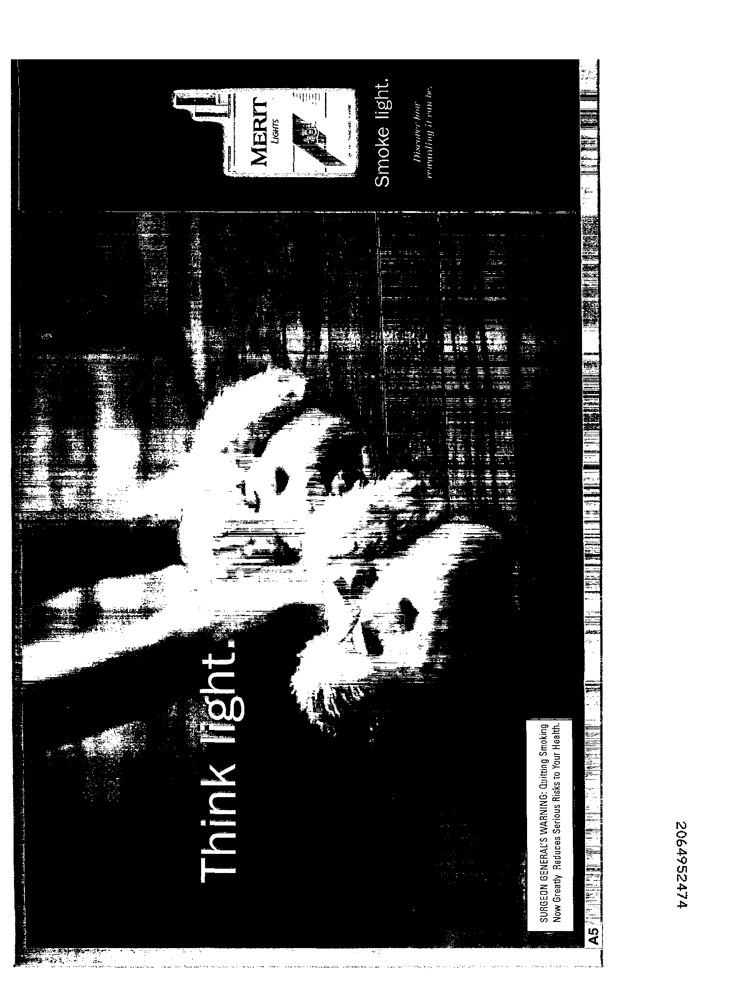 Think light.
MERIT
LIGHTS
Smoke light.
Discover how
rewarding it can be.
SURGEON GENERAL'S WARNING: Quitting Smoking
Now Greatly Reduces Serious Risks to Your Health.
A5
2064952474